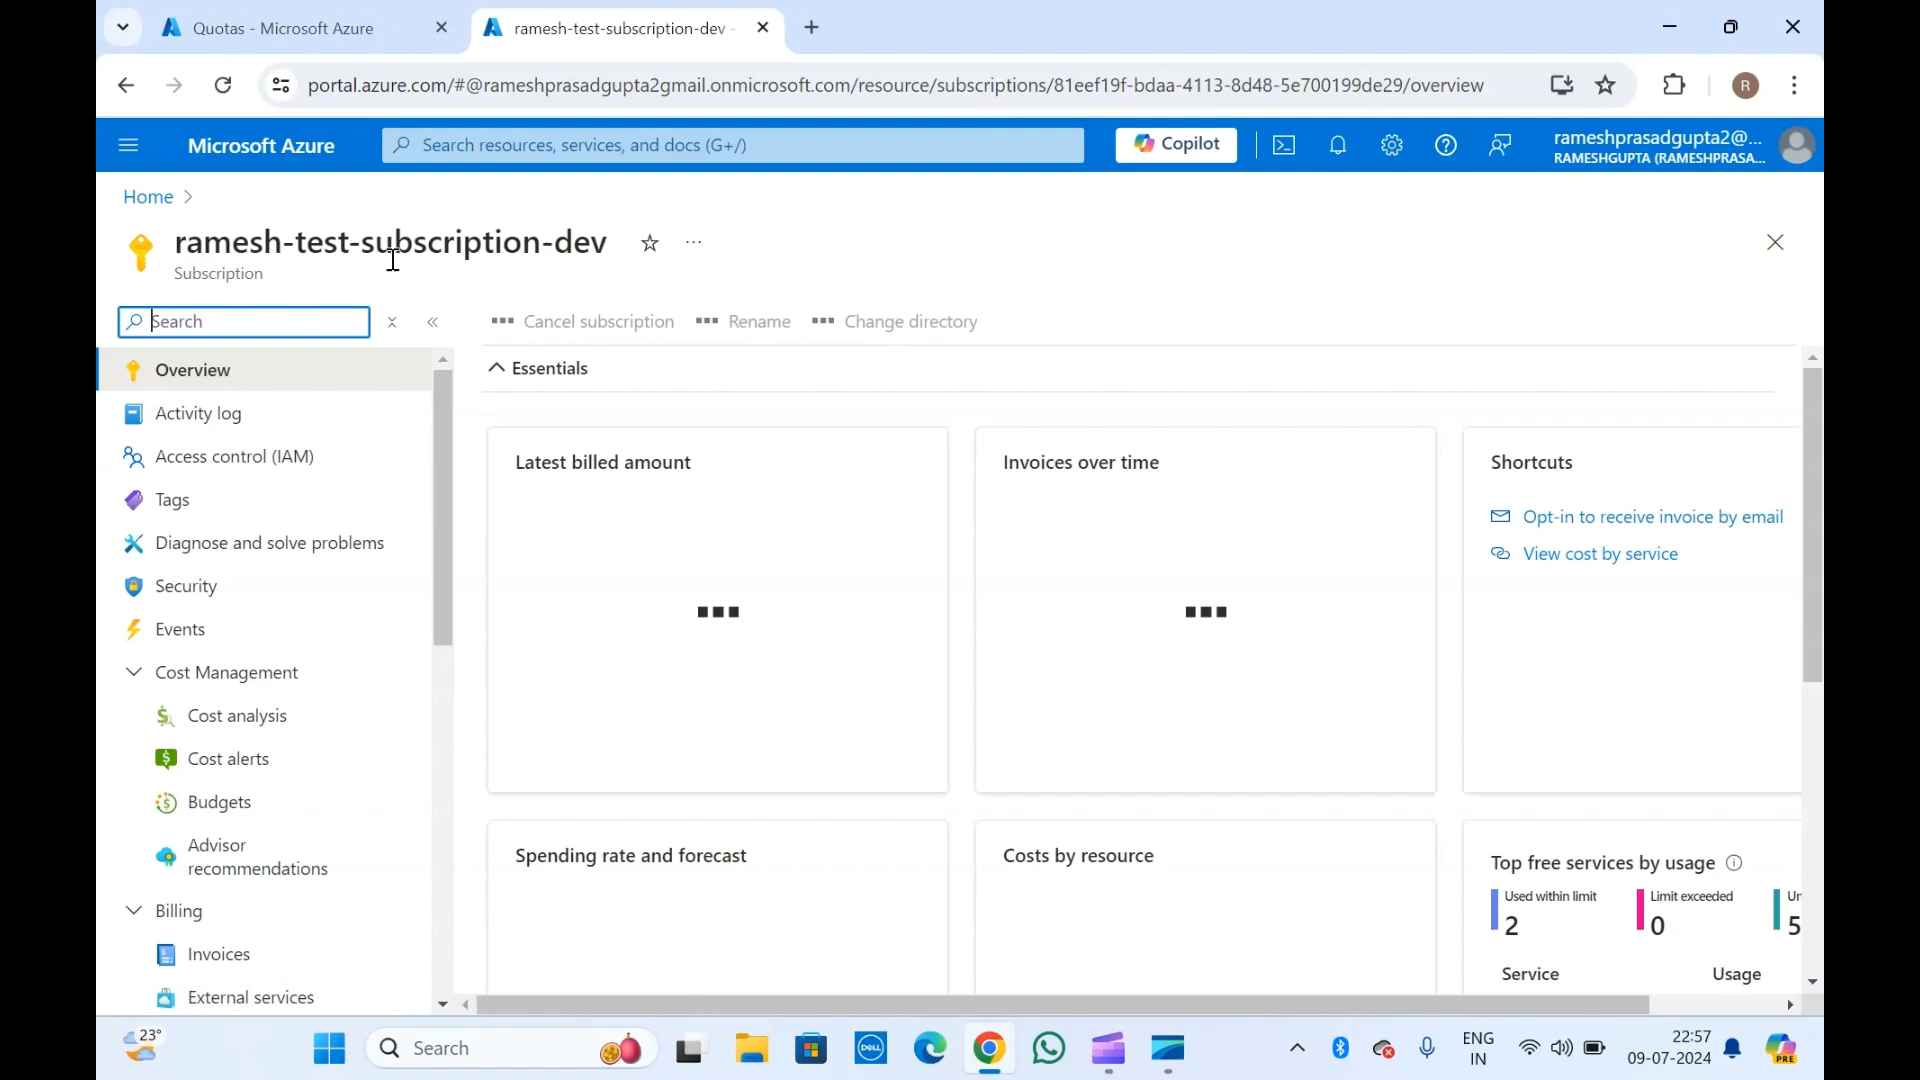 Quotas - Microsoft Azure
ramesh-test-subscription-dev -
portal.azure.com/#@rameshprasadgupta2gmail.onmicrosoft.com/resource/subscriptions/81eef19f-bdaa-4113-8d48-5e700199de29/overview
R
Microsoft Azure
Search resources, services, and docs (G+/)
Copilot
rameshprasadgupta2@...
RAMESHGUPTA (RAMESHPRASA...
Home
ramesh-test-subscription-dev
...
Subscription
Search
Cancel subscription
Rename
Change directory
Overview
Activity log
Access control (IAM)
Tags
Diagnose and solve problems
Security
Events
Cost Management
Cost analysis
Cost alerts
Budgets
Advisor
recommendations
Billing
Invoices
External services
Essentials
Latest billed amount
Invoices over time
Shortcuts
Opt-in to receive invoice by email
View cost by service
Spending rate and forecast
Costs by resource
Top free services by usage
Used within limit
2
Limit exceeded
0
Ur
5
Service
Usage
23°
Search
DELL
ENG
IN
22:57
09-07-2024
PRE